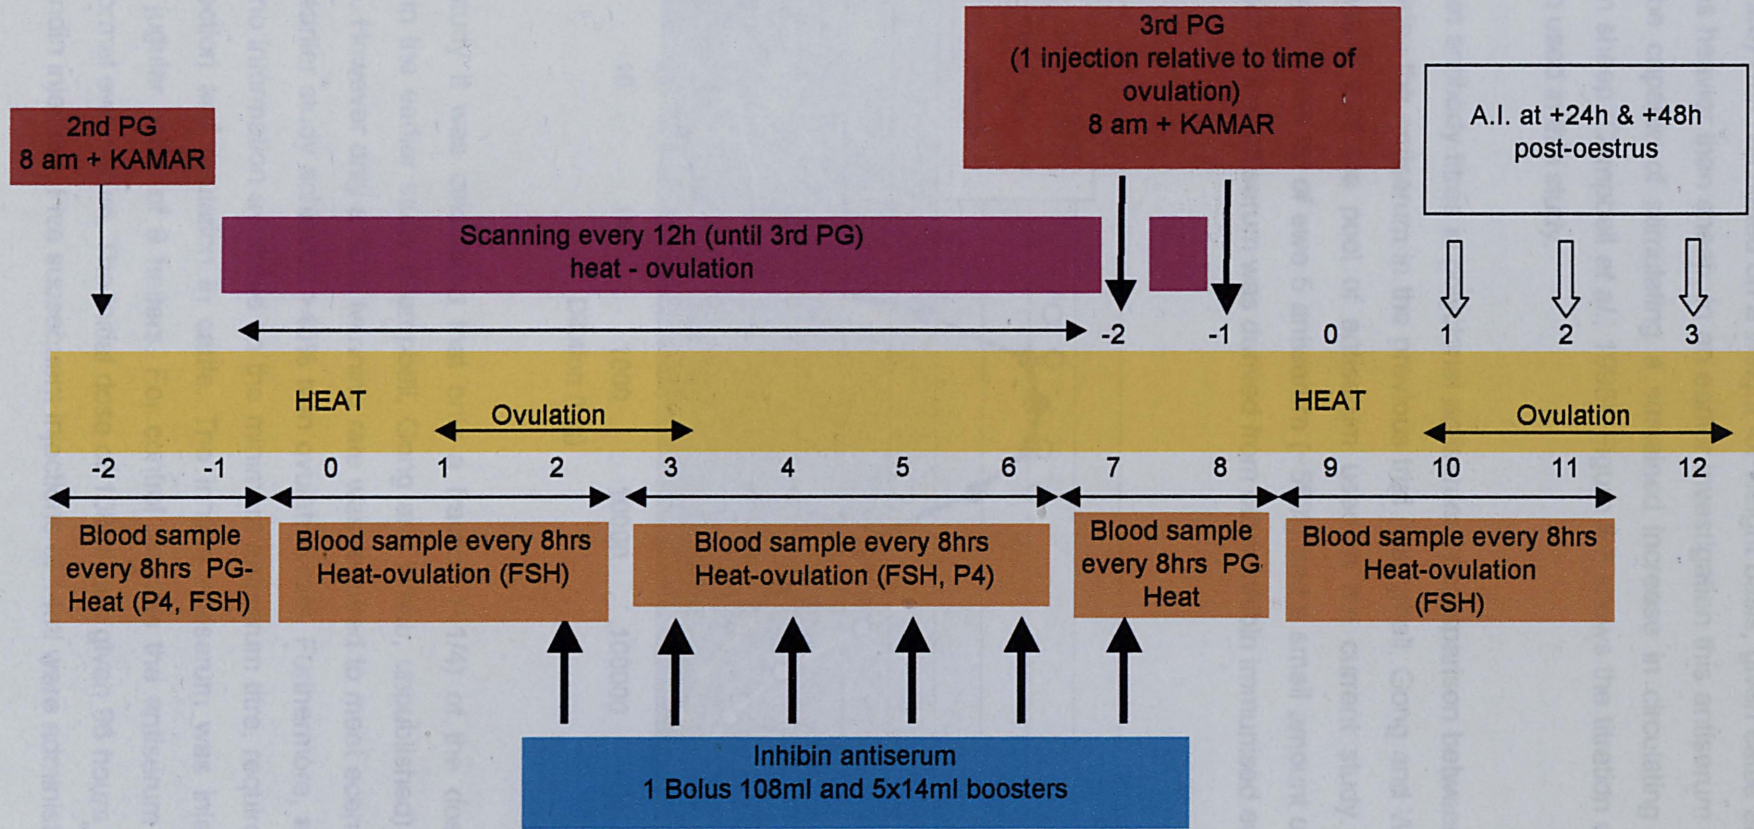 3rd PG
(1 injection relative to time of
ovulation)
8 am + KAMAR
2nd PG
8 am + KAMAR
A.I. at +24h & +48h
post-oestrus
Scanning every 12h (until 3rd PG)
heat - ovulation
-2 -1 0 1 2 3
HEAT HEAT
Ovulation Ovulation
-2 -1 0 1 2 3 4 5 6 7 8 9 10 11 12
Blood sample
every 8hrs PG-
Heat (P4, FSH)
Blood sample every 8hrs
Heat-ovulation (FSH)
Blood sample every 8hrs
Heat-ovulation (FSH, P4)
Blood sample
every 8hrs PG-
Heat
Blood sample every 8hrs
Heat-ovulation
(FSH)
Inhibin antiserum
1 Bolus 108ml and 5x14ml boosters